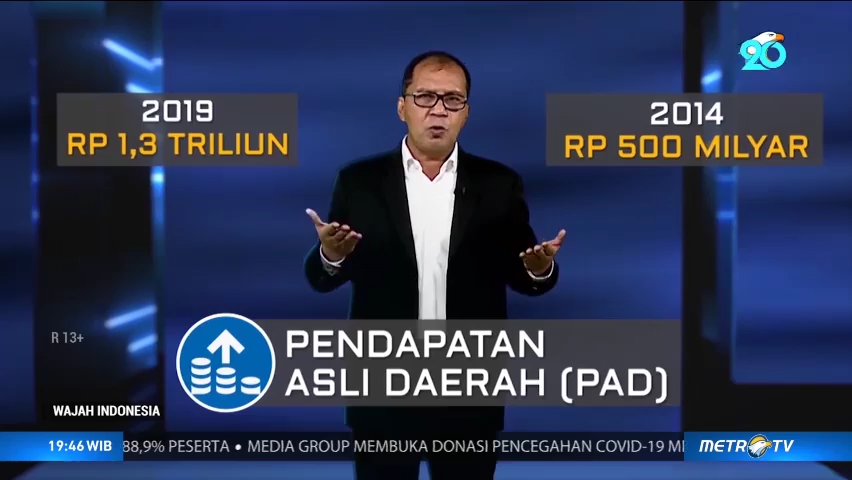 20
2019
RP 1,3 TRILIUN
2014
RP 500 MILYAR
R 13+
PENDAPATAN
ASLI DAERAH (PAD)
WAJAH INDONESIA
19:46 WIB
88,9% PESERTA • MEDIA GROUP MEMBUKA DONASI PENCEGAHAN COVID-19 M
METRO TV